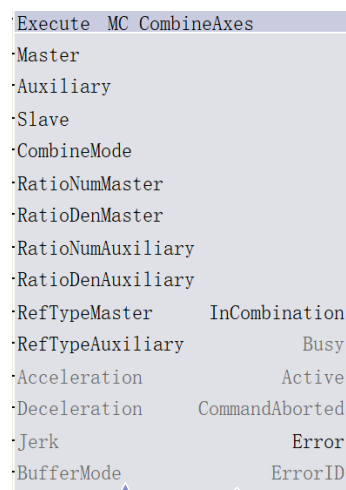 Execute MC CombineAxes
Master
Auxiliary
Slave
CombineMode
RatioNumMaster
RatioDenMaster
RatioNumAuxiliary
RatioDenAuxiliary
RefTypeMaster InCombination
RefTypeAuxiliary Busy
Acceleration Active
Deceleration CommandAborted
Jerk Error
BufferMode ErrorID